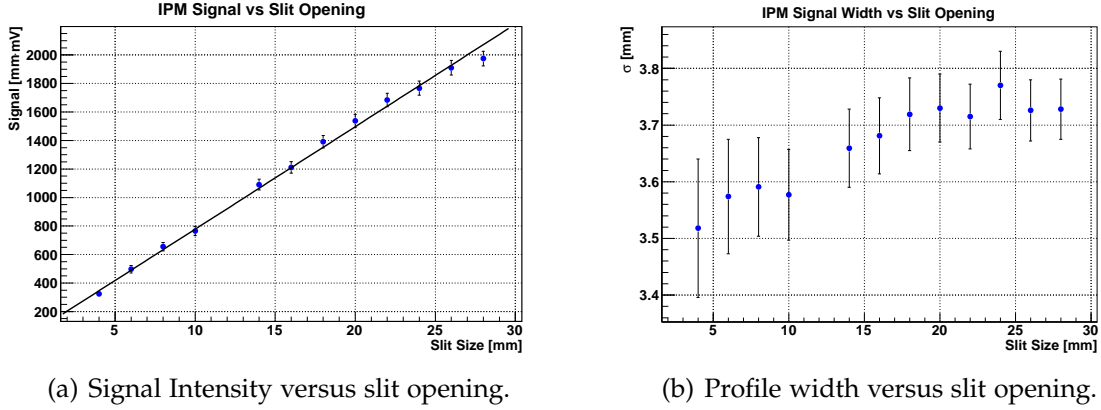 IPM Signal vs Slit Opening
Signal [mm·mV]
2000
1800
1600
1400
1200
1000
800
600
400
200
5 10 15 20 25 30
Slit Size [mm]
(a) Signal Intensity versus slit opening.
IPM Signal Width vs Slit Opening
σ [mm]
3.8
3.7
3.6
3.5
3.4
5 10 15 20 25 30
Slit Size [mm]
(b) Profile width versus slit opening.